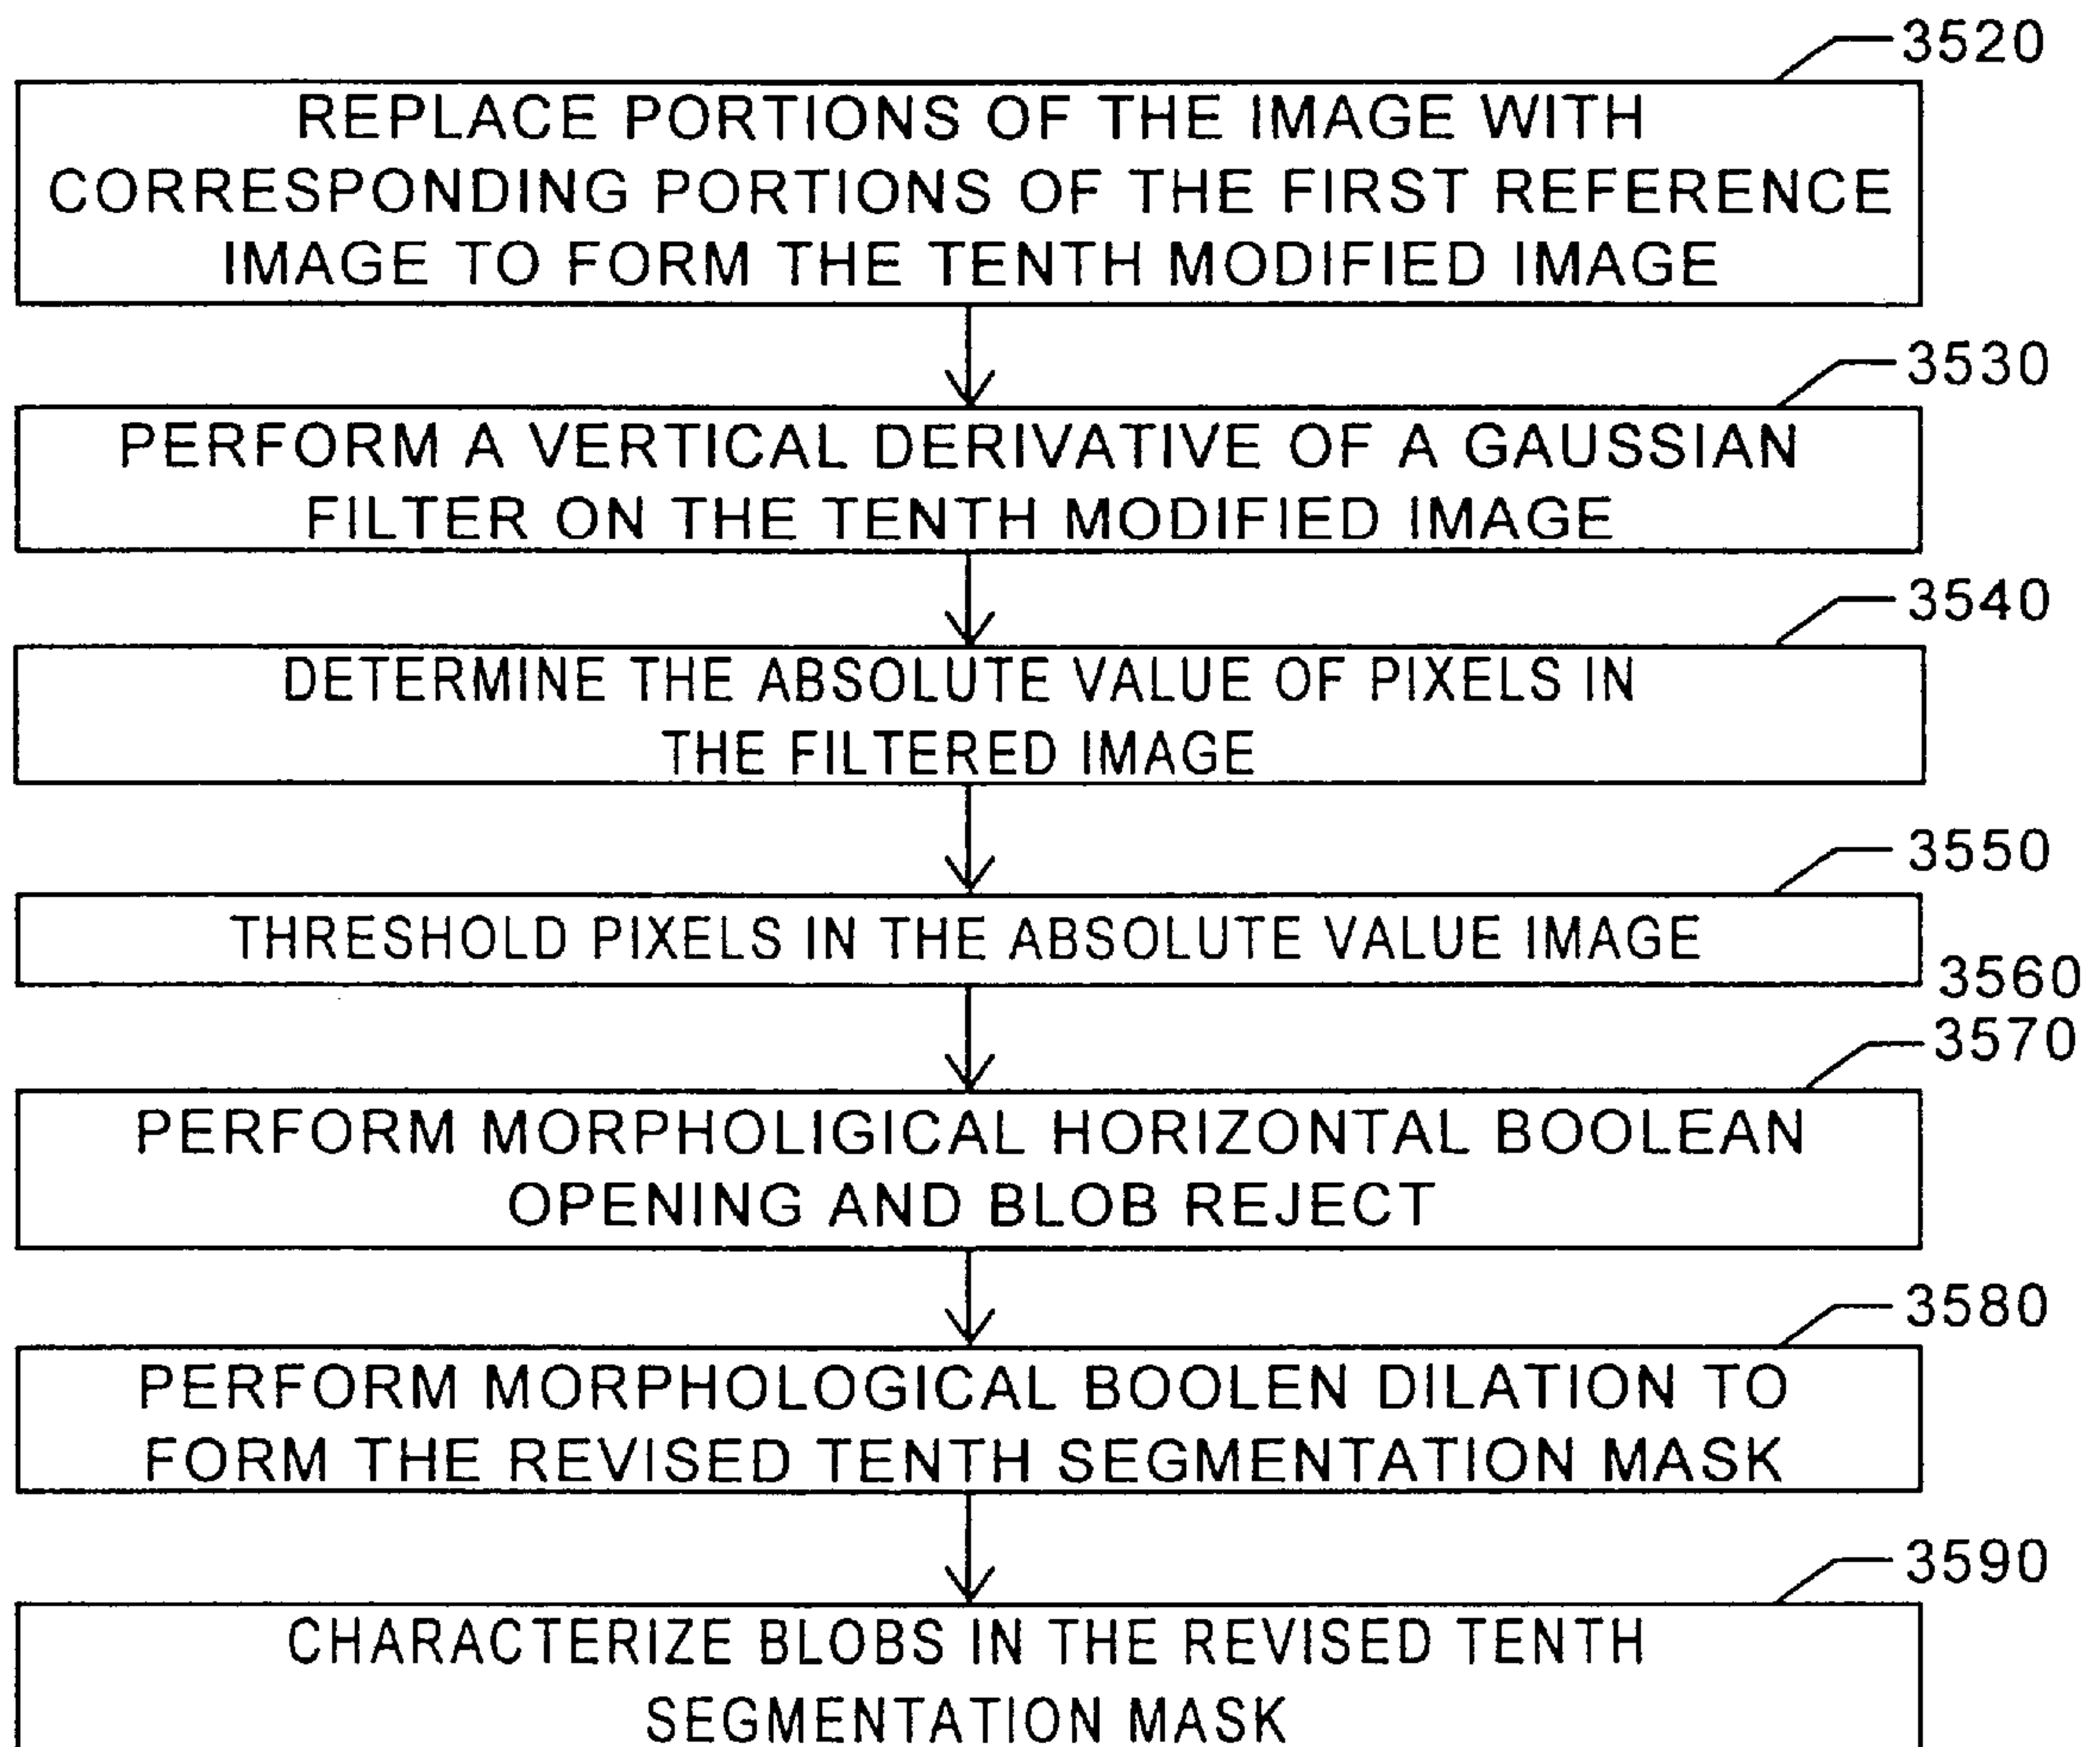 3520
REPLACE PORTIONS OF THE IMAGE WITH
CORRESPONDING PORTIONS OF THE FIRST REFERENCE
IMAGE TO FORM THE TENTH MODIFIED IMAGE
3530
PERFORM A VERTICAL DERIVATIVE OF A GAUSSIAN
FILTER ON THE TENTH MODIFIED IMAGE
3540
DETERMINE THE ABSOLUTE VALUE OF PIXELS IN
THE FILTERED IMAGE
3550
THRESHOLD PIXELS IN THE ABSOLUTE VALUE IMAGE
3560
3570
PERFORM MORPHOLIGICAL HORIZONTAL BOOLEAN
OPENING AND BLOB REJECT
3580
PERFORM MORPHOLOGICAL BOOLEN DILATION TO
FORM THE REVISED TENTH SEGMENTATION MASK
3590
CHARACTERIZE BLOBS IN THE REVISED TENTH
SEGMENTATION MASK